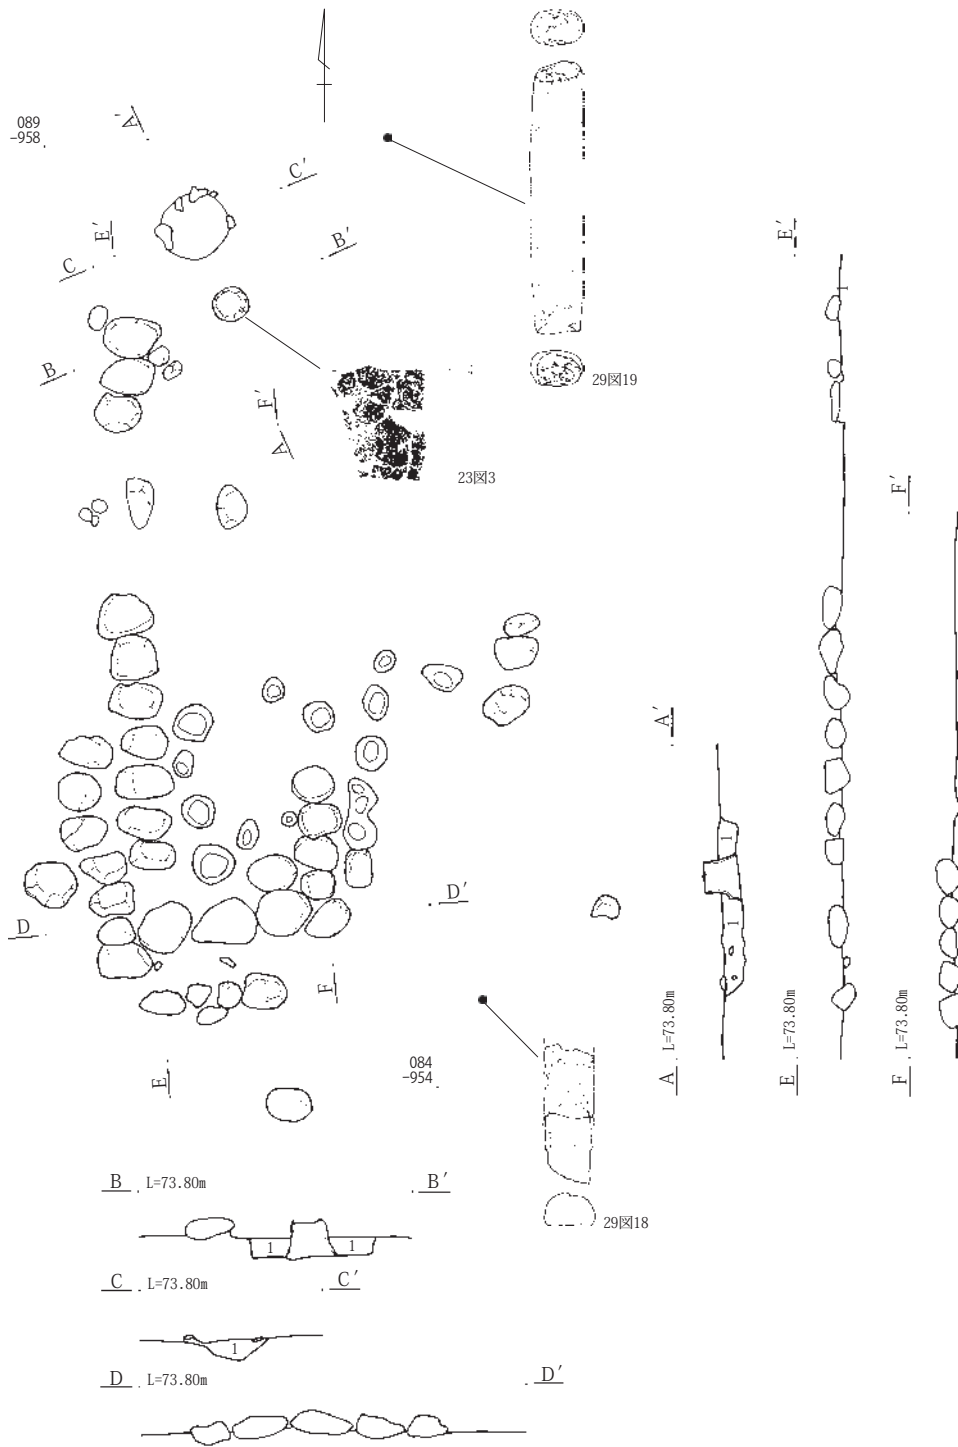 089
-958
A'
C'
E'
B'
C
B
F'
A
23図3
29図19
E'
1
F'
A'
1
1
D'
D
F
084
-954
E
A L=73.80m
E L=73.80m
F L=73.80m
29図18
B L=73.80m B'
1 1
C L=73.80m C'
1
D L=73.80m D'